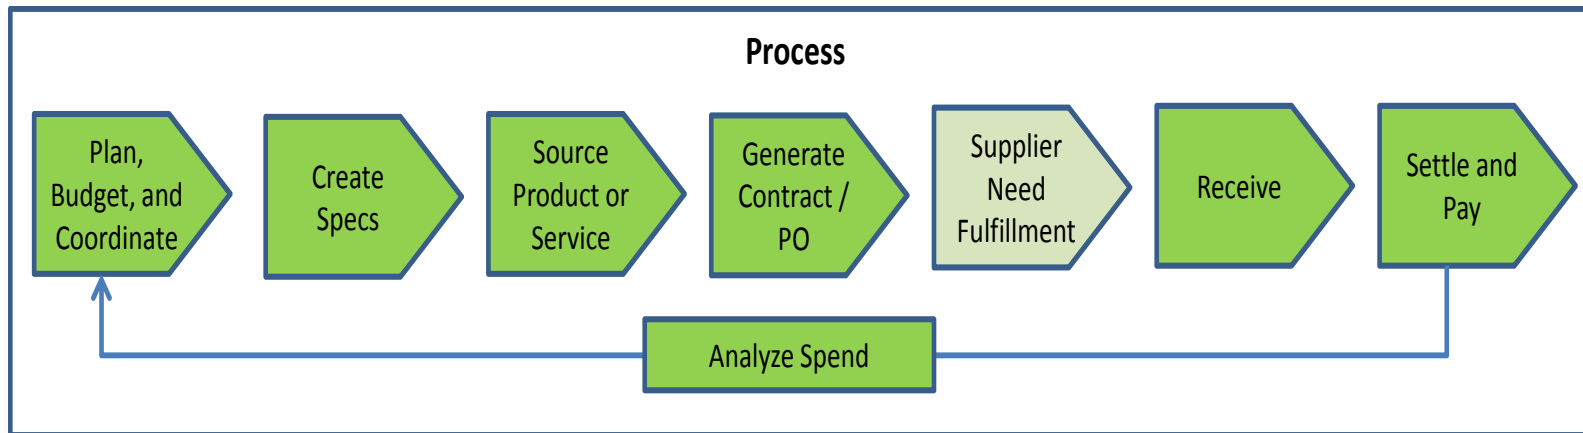 Process
Plan,
Budget, and
Coordinate
Create
Specs
Source
Product or
Service
Generate
Contract /
PO
Supplier
Need
Fulfillment
Receive
Settle and
Pay
Analyze Spend